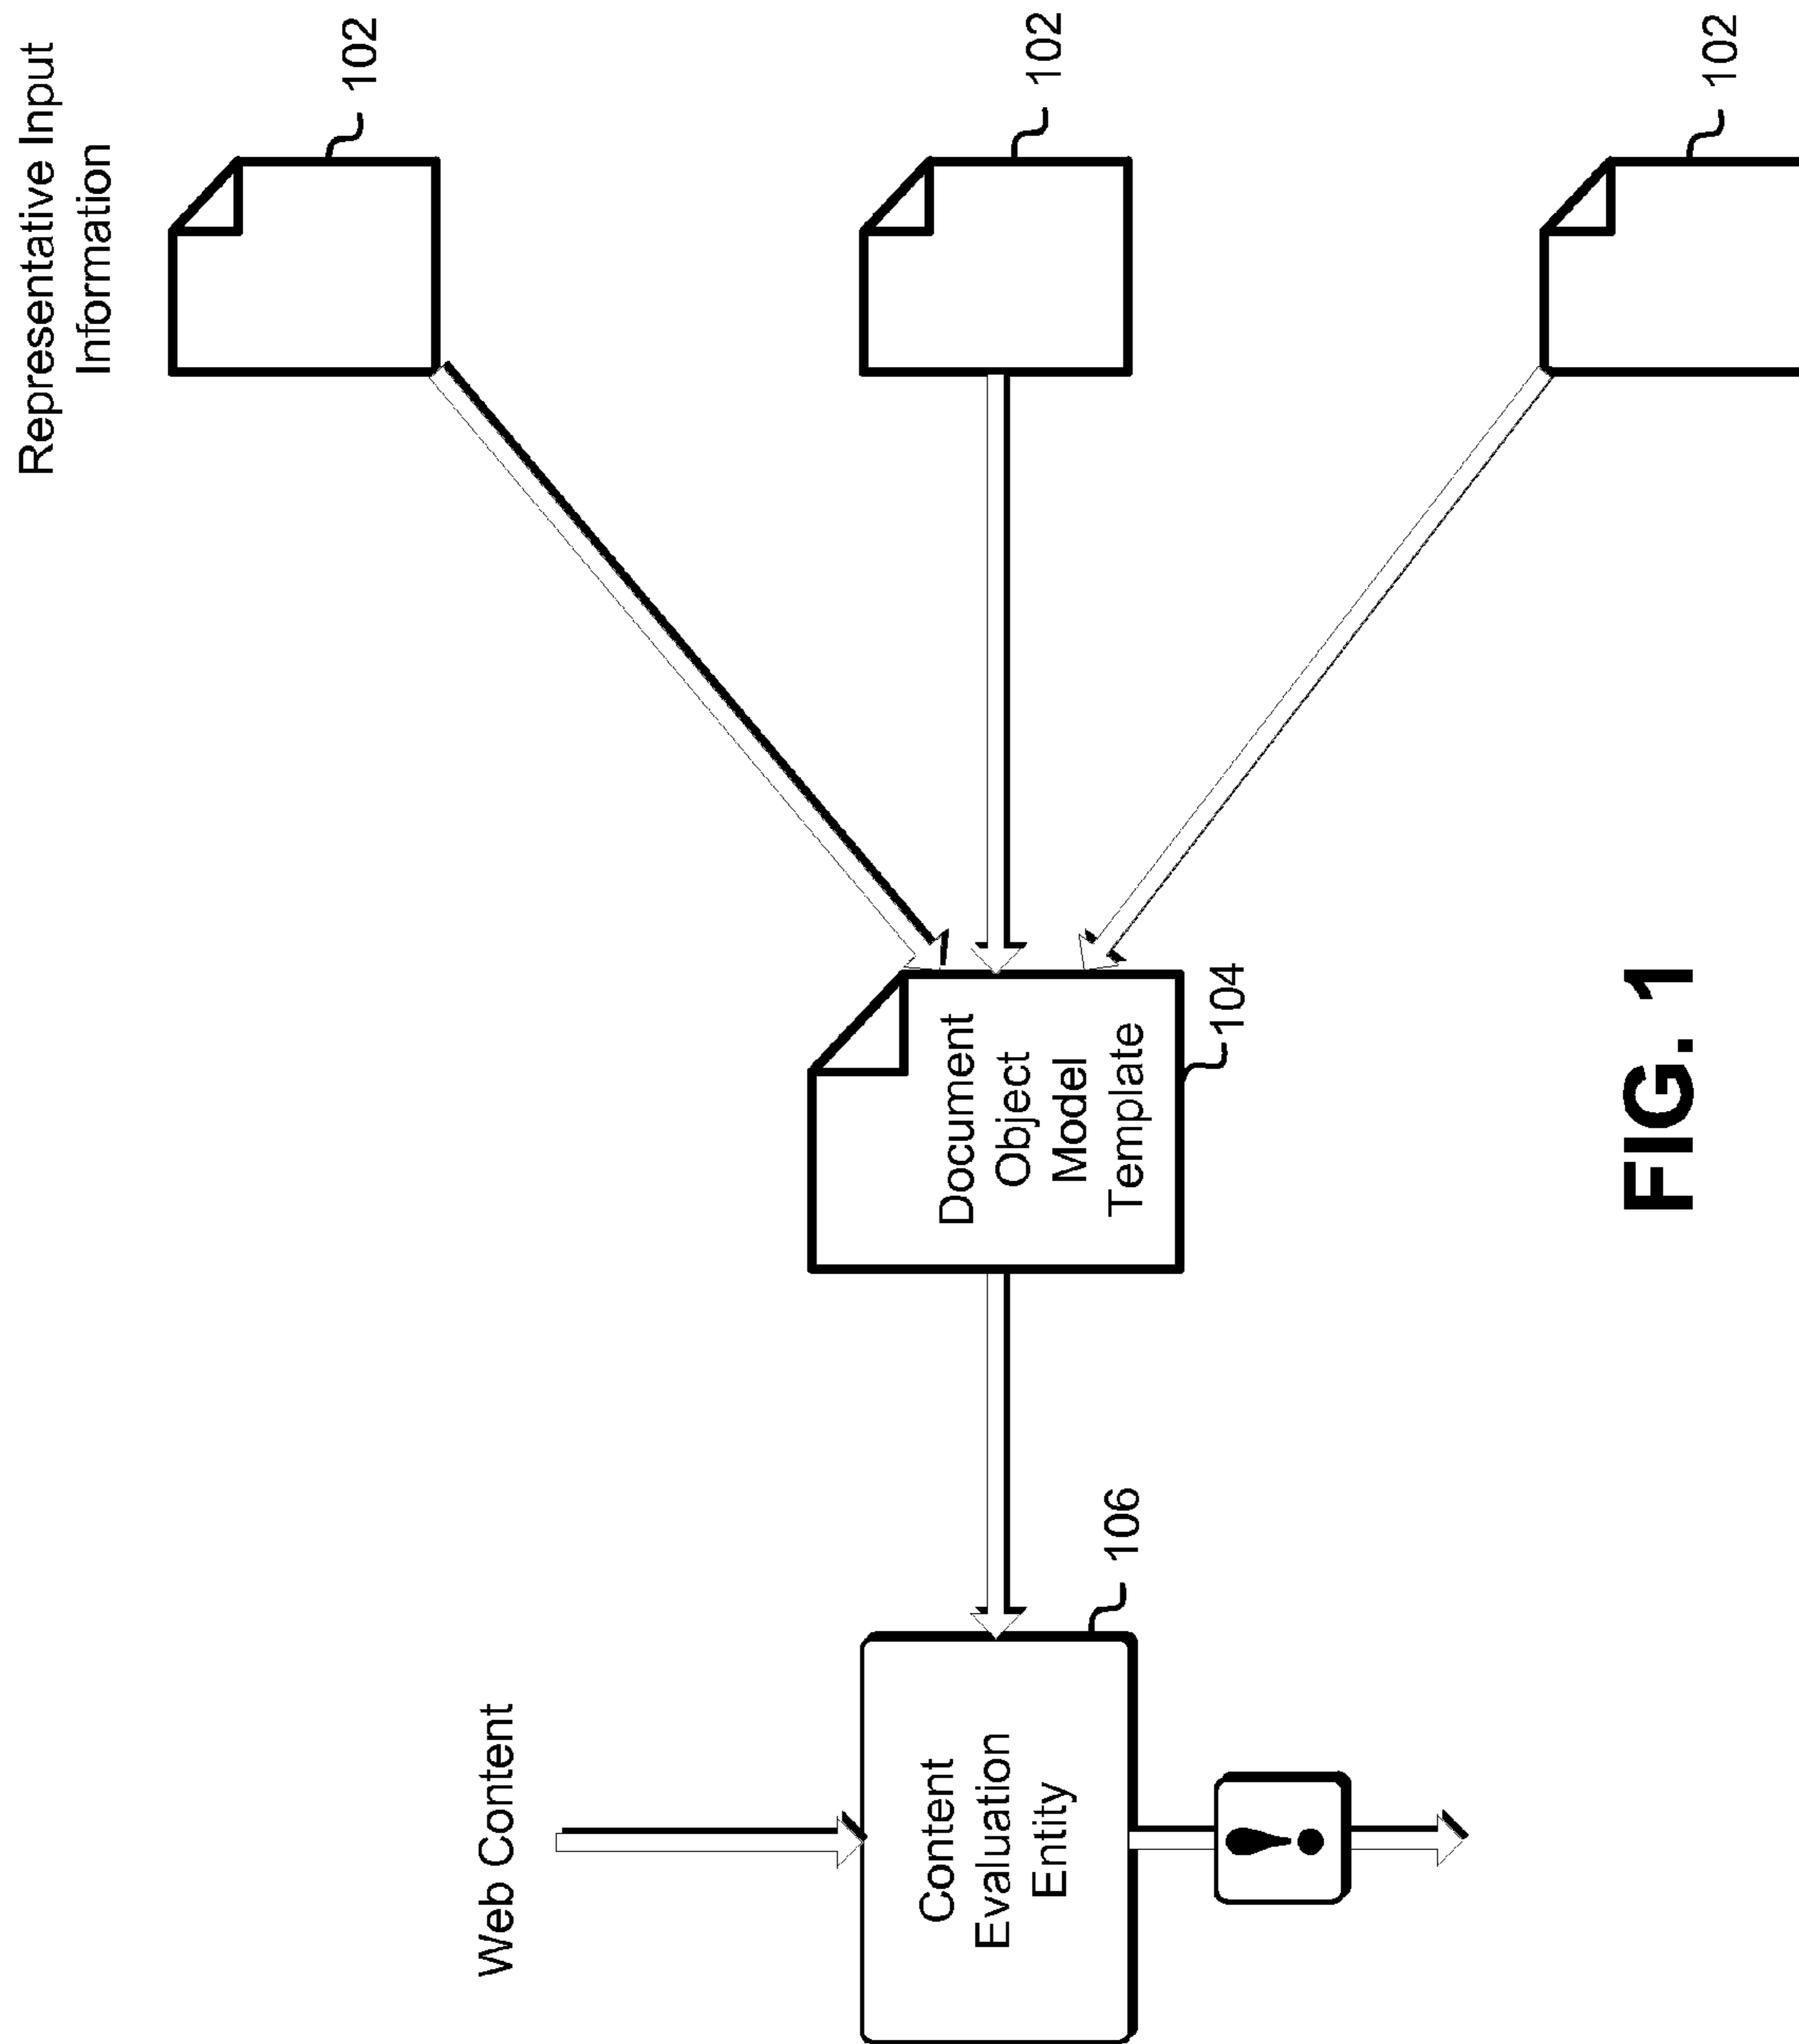 Representative Input
Information
102
102
102
Document
Object
Model
Template
104
Web Content
Content
Evaluation
Entity
106
!
FIG. 1